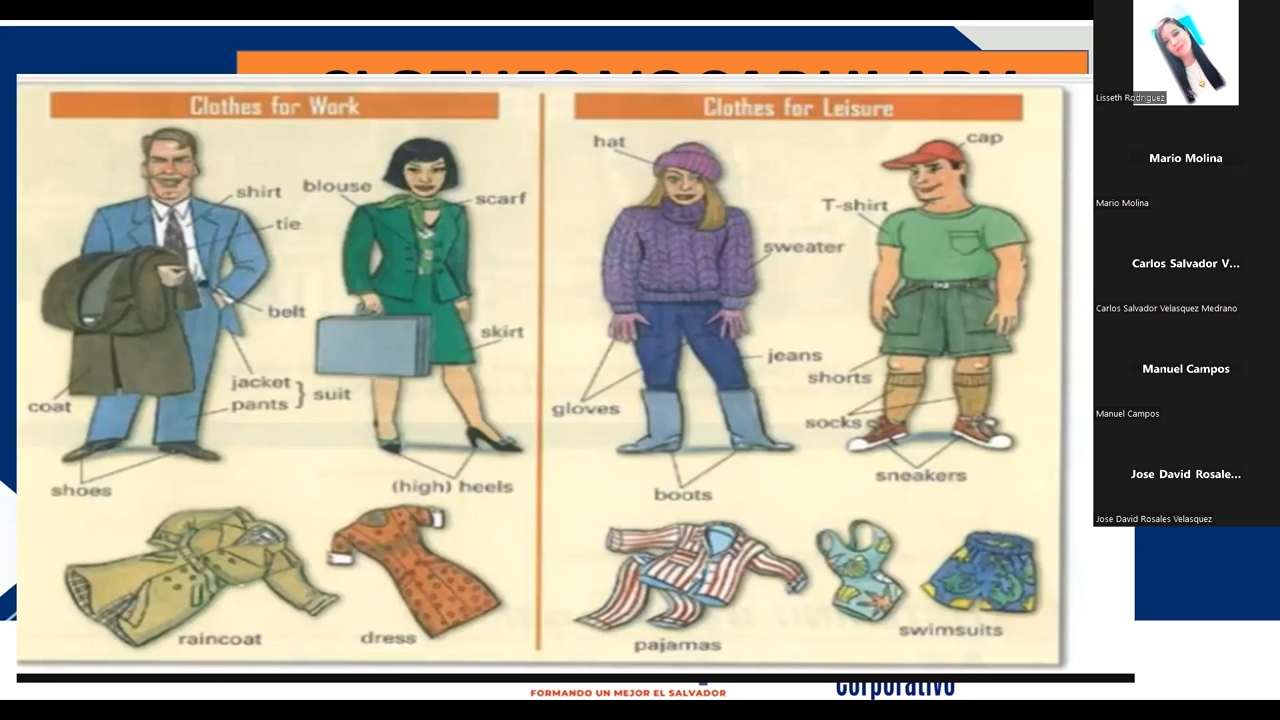 CLOTHES VOCABULARY
Clothes for Work
shirt
blouse
scarf
tie
belt
skirt
jacket
pants
suit
coat
shoes
(high) heels
raincoat
dress
Clothes for Leisure
hat
cap
T-shirt
sweater
jeans
shorts
gloves
socks
sneakers
boots
pajamas
swimsuits
FORMANDO UN MEJOR EL SALVADOR
corporativo
Lisseth Rodriguez
Mario Molina
Mario Molina
Carlos Salvador V...
Carlos Salvador Velasquez Medrano
Manuel Campos
Manuel Campos
Jose David Rosale...
Jose David Rosales Velasquez